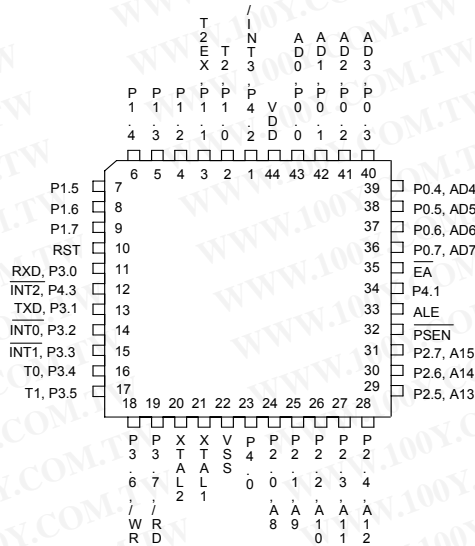 P1.4
P1.3
P1.2
T2EX,P1.1
T2,P1.0
/INT3,P4.2
VDD
AD0,P0.0
AD1,P0.1
AD2,P0.2
AD3,P0.3
6 5 4 3 2 1 44 43 42 41 40
P1.5 7
P1.6 8
P1.7 9
RST 10
RXD, P3.0 11
INT2, P4.3 12
TXD, P3.1 13
INT0, P3.2 14
INT1, P3.3 15
T0, P3.4 16
T1, P3.5 17
39 P0.4, AD4
38 P0.5, AD5
37 P0.6, AD6
36 P0.7, AD7
35 EA
34 P4.1
33 ALE
32 PSEN
31 P2.7, A15
30 P2.6, A14
29 P2.5, A13
18 19 20 21 22 23 24 25 26 27 28
P3.6,/WR
P3.7,/RD
XTAL2
XTAL1
VSS
P4.0
P2.0,A8
P2.1,A9
P2.2,A10
P2.3,A11
P2.4,A12
WWW.100Y.COM.TW